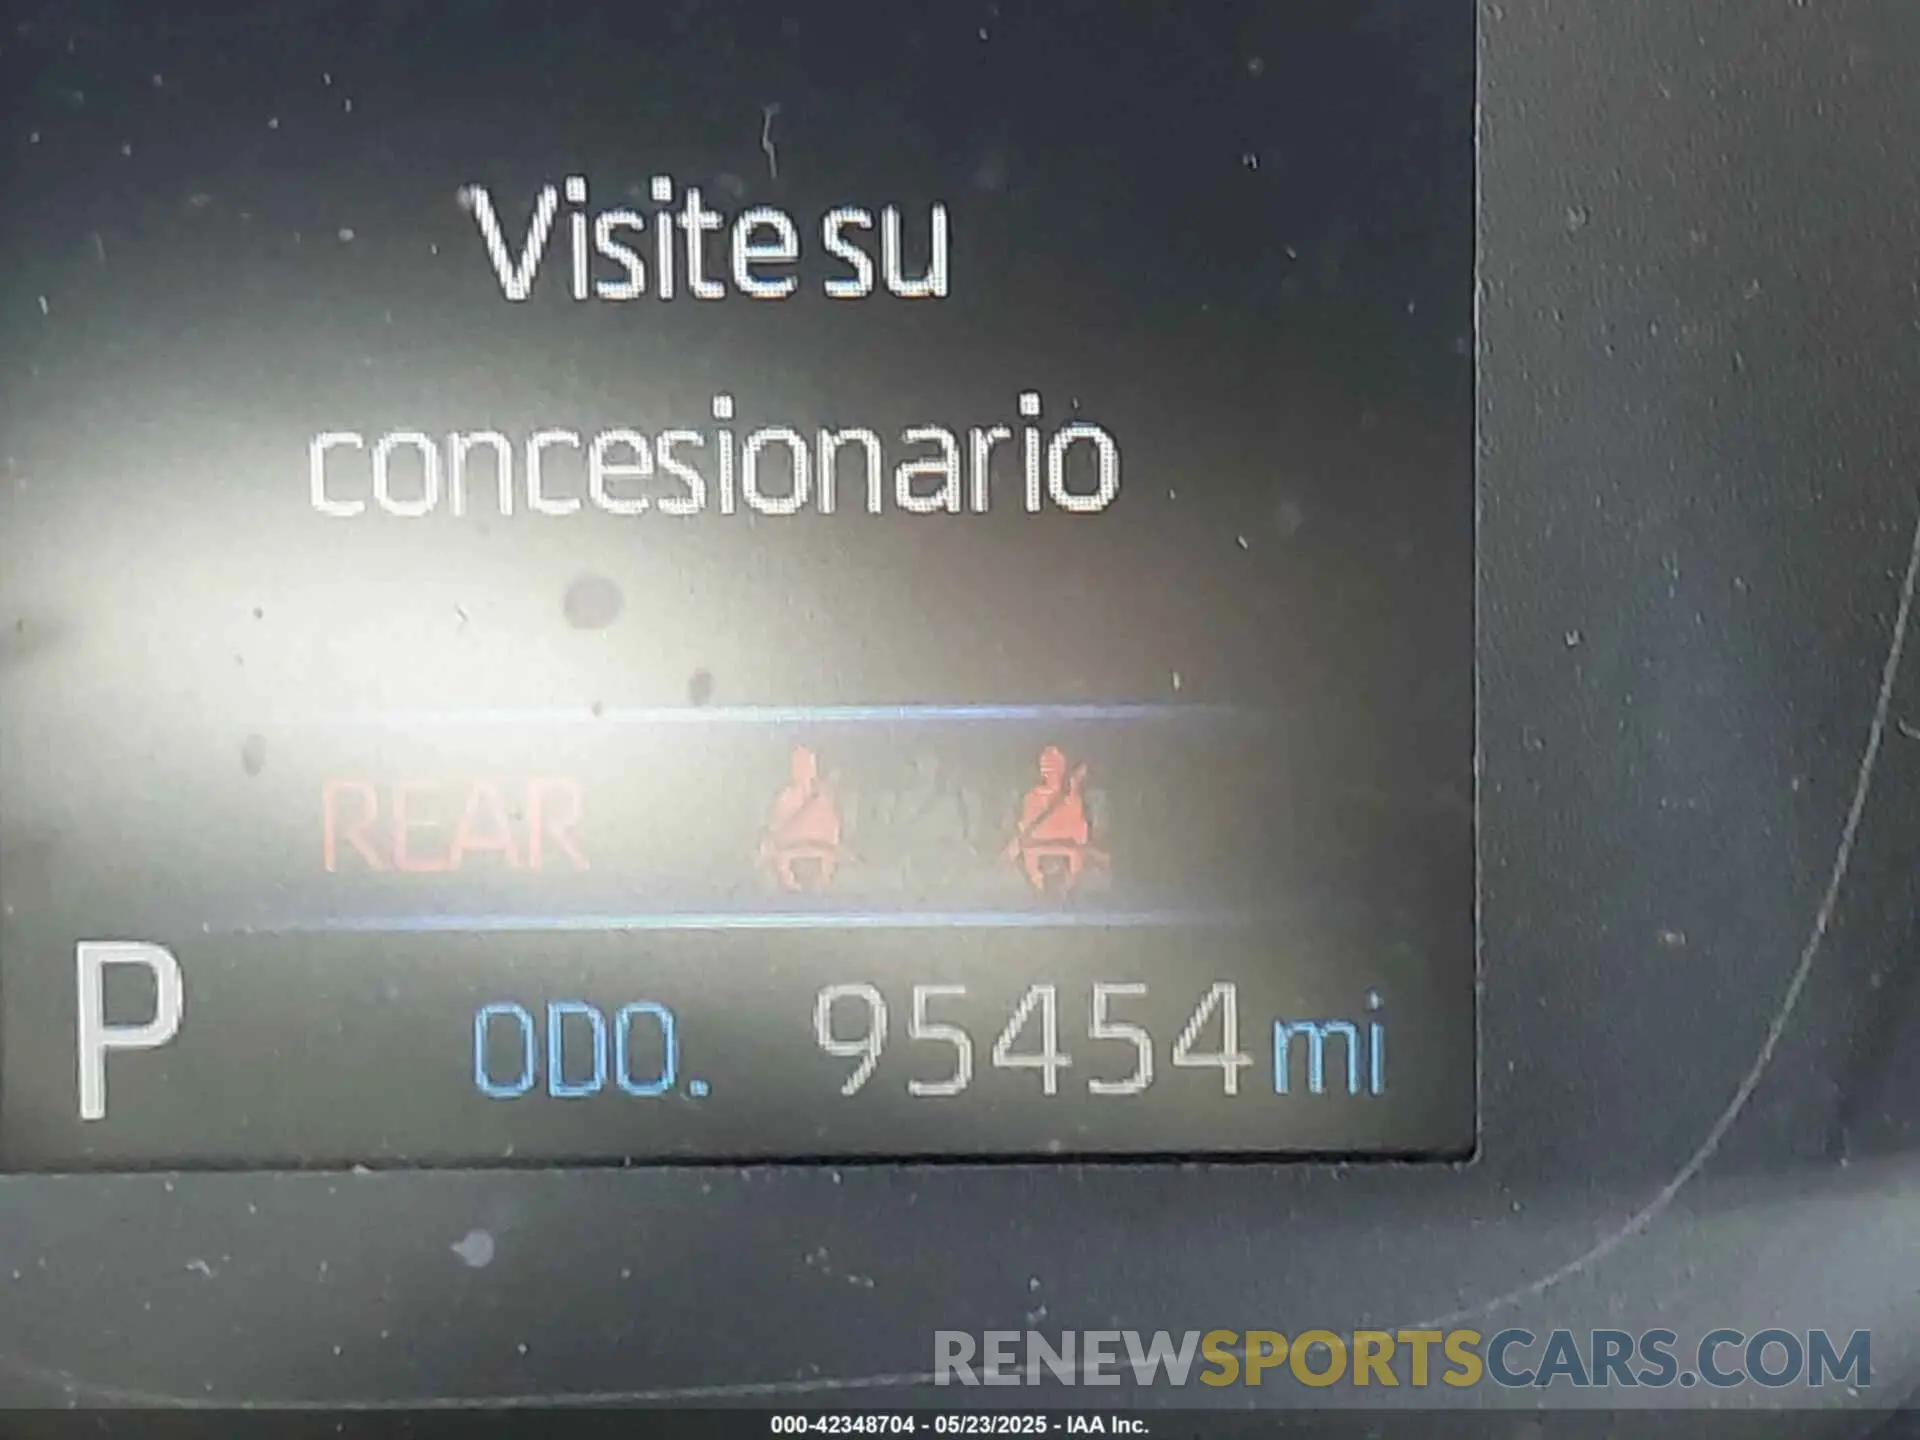 Visite su
concesionario
REAR
P ODO. 95454 mi
RENEWSPORTSCARS.COM
000-42348704 - 05/23/2025 - IAA Inc.